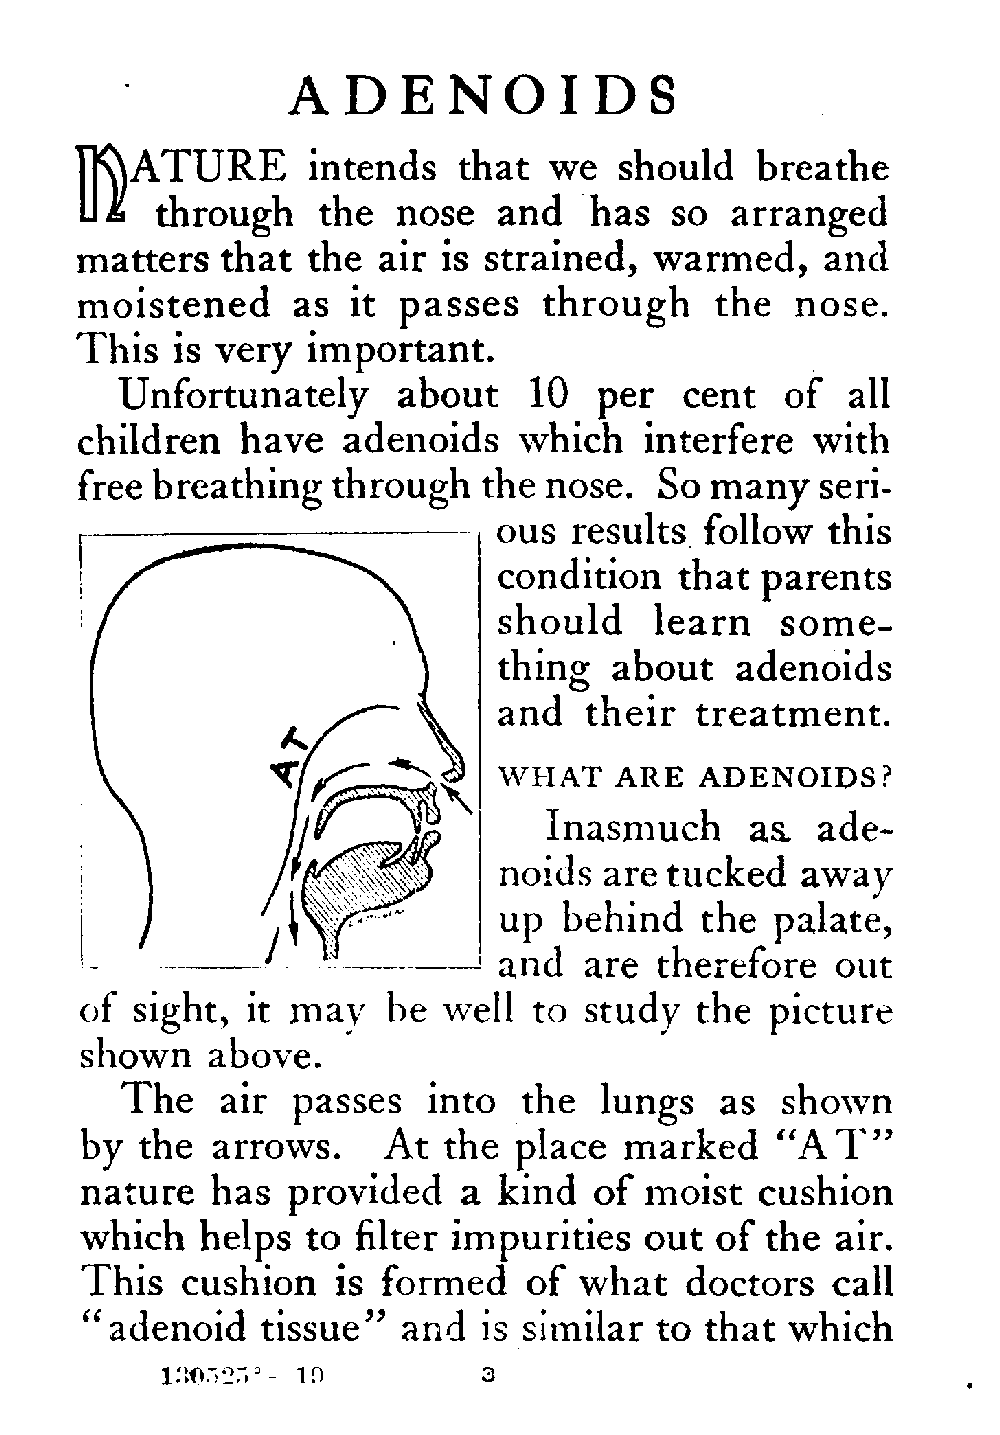 ADENOIDS
NATURE intends that we should breathe
through the nose and has so arranged
matters that the air is strained, warmed, and
moistened as it passes through the nose.
This is very important.
Unfortunately about 10 per cent of all
children have adenoids which interfere with
free breathing through the nose. So many seri-
ous results follow this
condition that parents
should learn some-
thing about adenoids
and their treatment.
AT
WHAT ARE ADENOIDS?
Inasmuch as ade-
noids are tucked away
up behind the palate,
and are therefore out
of sight, it may be well to study the picture
shown above.
The air passes into the lungs as shown
by the arrows. At the place marked "A T"
nature has provided a kind of moist cushion
which helps to filter impurities out of the air.
This cushion is formed of what doctors call
"adenoid tissue" and is similar to that which
130525°- 19 3